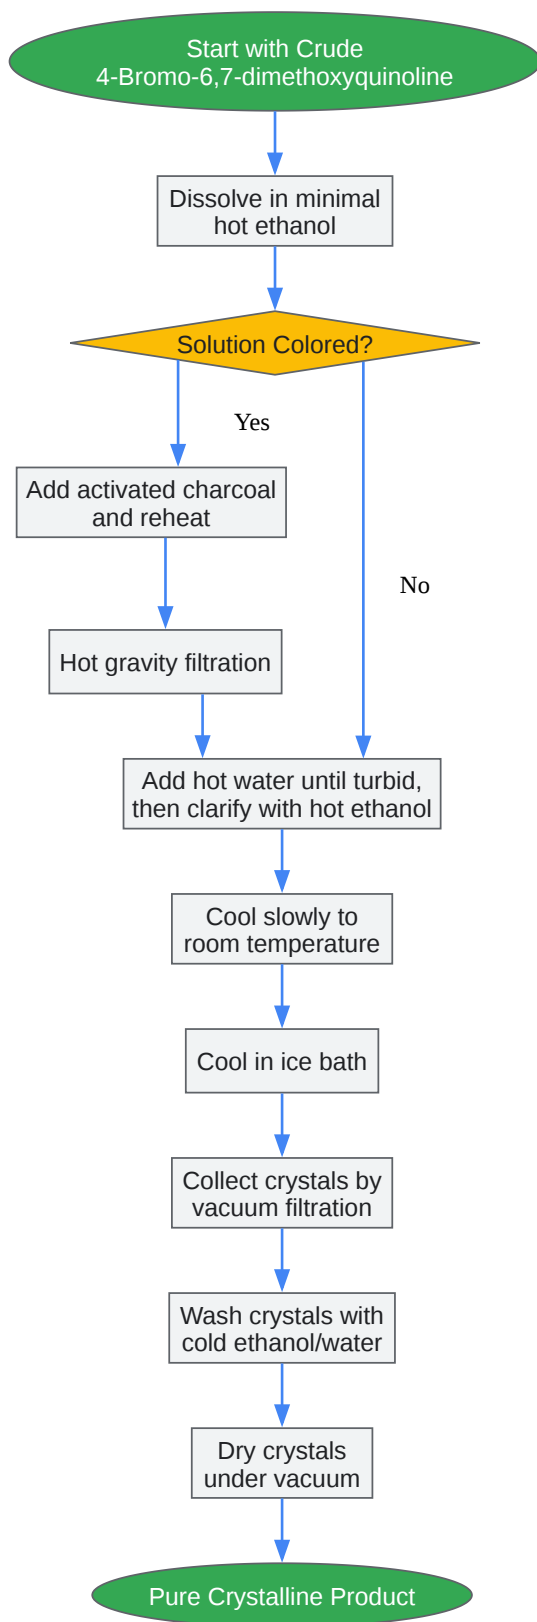 Start with Crude
4-Bromo-6,7-dimethoxyquinoline
Dissolve in minimal
hot ethanol
Solution Colored?
Yes
Add activated charcoal
and reheat
No
Hot gravity filtration
Add hot water until turbid,
then clarify with hot ethanol
Cool slowly to
room temperature
Cool in ice bath
Collect crystals by
vacuum filtration
Wash crystals with
cold ethanol/water
Dry crystals
under vacuum
Pure Crystalline Product